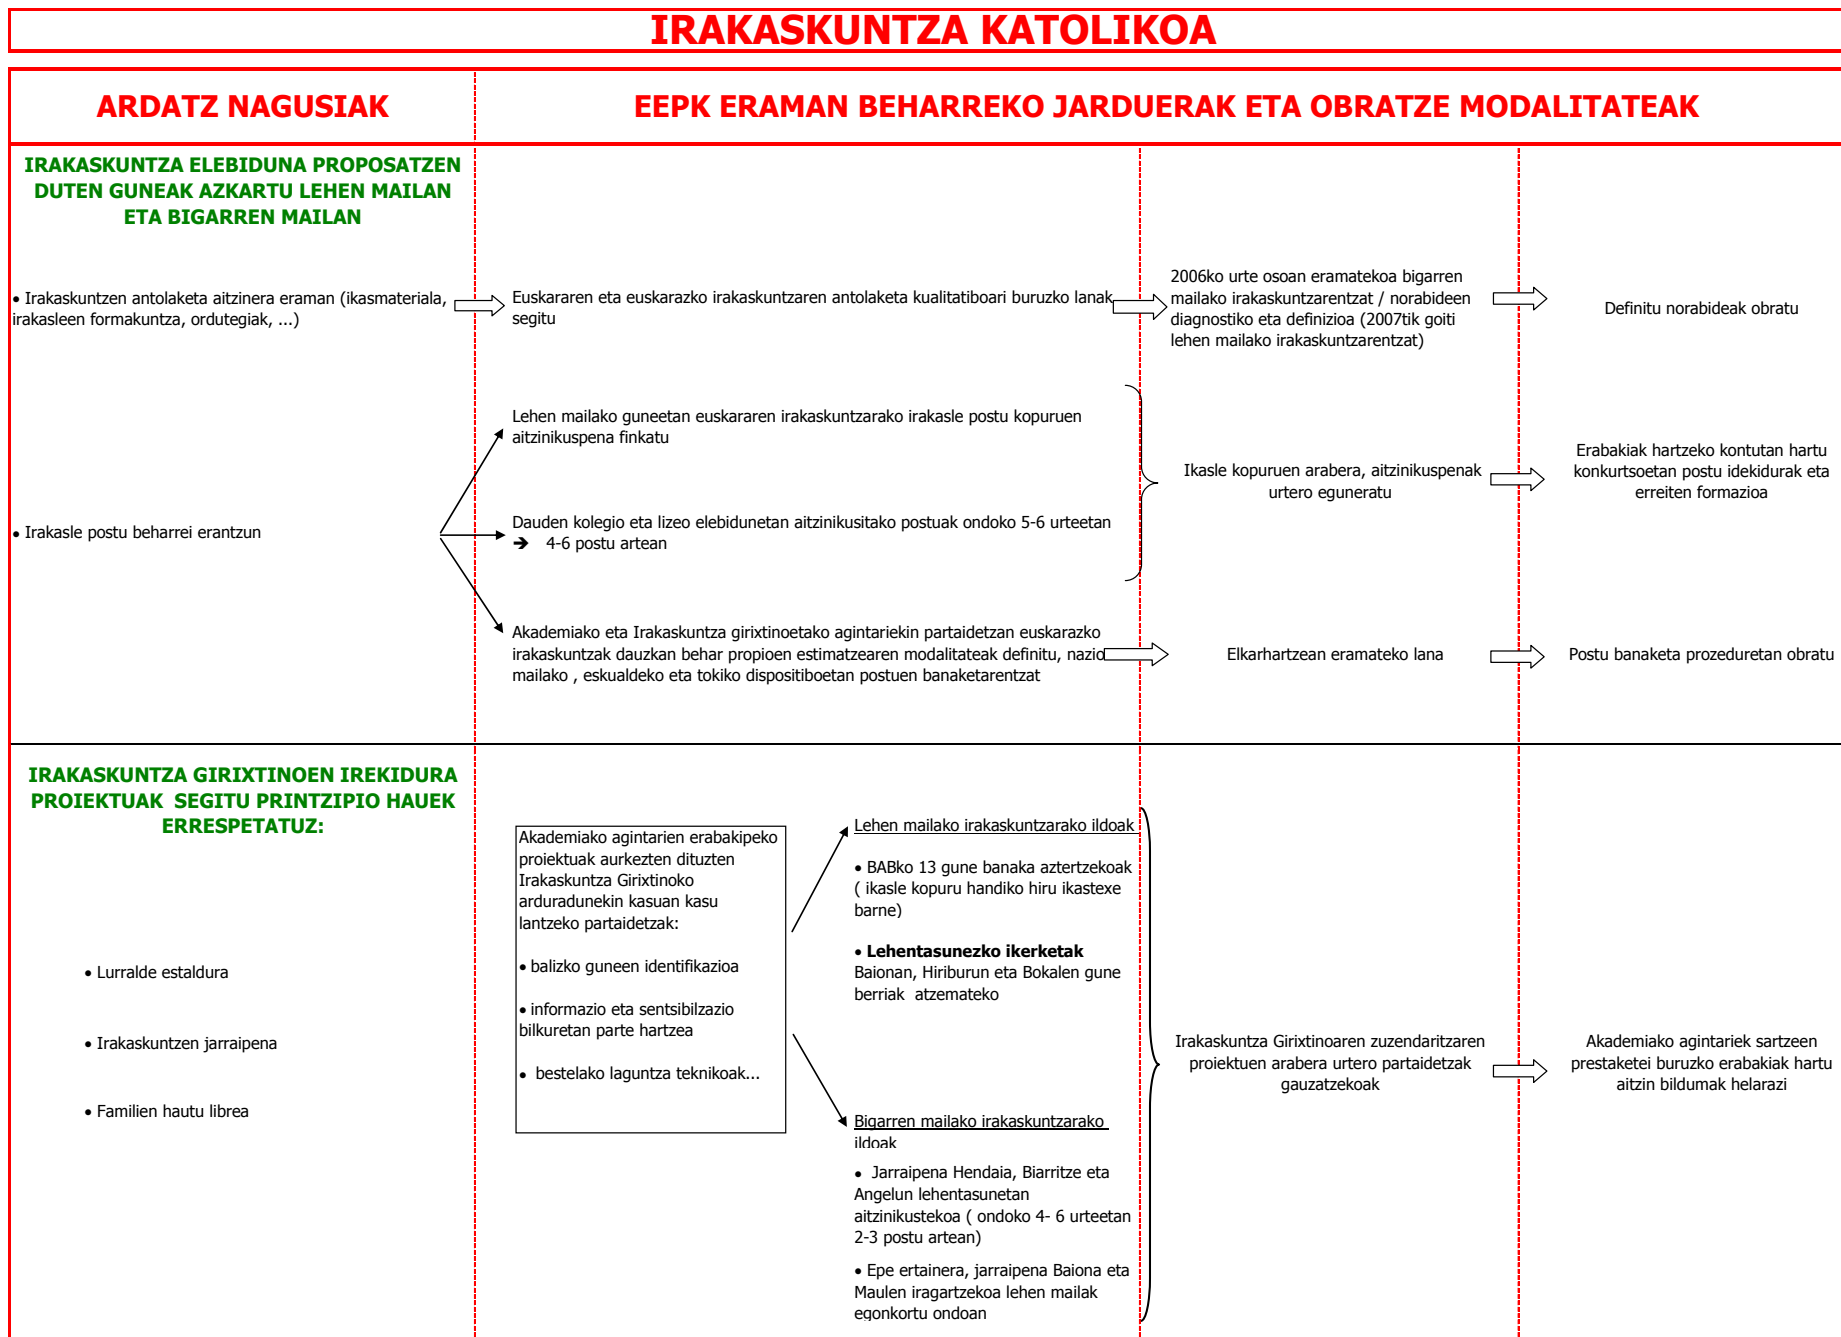 IRAKASKUNTZA KATOLIKOA
ARDATZ NAGUSIAK
EEPK ERAMAN BEHARREKO JARDUERAK ETA OBRATZE MODALITATEAK
IRAKASKUNTZA ELEBIDUNA PROPOSATZEN
DUTEN GUNEAK AZKARTU LEHEN MAILAN
ETA BIGARREN MAILAN
• Irakaskuntzen antolaketa aitzinera eraman (ikasmateriala,
irakasleen formakuntza, ordutegiak, ...)
Euskararen eta euskarazko irakaskuntzaren antolaketa kualitatiboari buruzko lanak
segitu
2006ko urte osoan eramatekoa bigarren
mailako irakaskuntzarentzat / norabideen
diagnostiko eta definizioa (2007tik goiti
lehen mailako irakaskuntzarentzat)
Definitu norabideak obratu
• Irakasle postu beharrei erantzun
Lehen mailako guneetan euskararen irakaskuntzarako irakasle postu kopuruen
aitzinikuspena finkatu
Dauden kolegio eta lizeo elebidunetan aitzinikusitako postuak ondoko 5-6 urteetan
➔ 4-6 postu artean
Ikasle kopuruen arabera, aitzinikuspenak
urtero eguneratu
Erabakiak hartzeko kontutan hartu
konkurtsoetan postu idekidurak eta
erreiten formazioa
Akademiako eta Irakaskuntza girixtinoetako agintariekin partaidetzan euskarazko
irakaskuntzak dauzkan behar propioen estimatzearen modalitateak definitu, nazio
mailako , eskualdeko eta tokiko dispositiboetan postuen banaketarentzat
Elkarhartzean eramateko lana
Postu banaketa prozeduretan obratu
IRAKASKUNTZA GIRIXTINOEN IREKIDURA
PROIEKTUAK SEGITU PRINTZIPIO HAUEK
ERRESPETATUZ:
• Lurralde estaldura
• Irakaskuntzen jarraipena
• Familien hautu librea
Akademiako agintarien erabakipeko
proiektuak aurkezten dituzten
Irakaskuntza Girixtinoko
arduradunekin kasuan kasu
lantzeko partaidetzak:
• balizko guneen identifikazioa
• informazio eta sentsibilzazio
bilkuretan parte hartzea
• bestelako laguntza teknikoak...
Lehen mailako irakaskuntzarako ildoak
• BABko 13 gune banaka aztertzekoak
( ikasle kopuru handiko hiru ikastexe
barne)
• Lehentasunezko ikerketak
Baionan, Hiriburun eta Bokalen gune
berriak atzemateko
Bigarren mailako irakaskuntzarako
ildoak
• Jarraipena Hendaia, Biarritze eta
Angelun lehentasunetan
aitzinikustekoa ( ondoko 4- 6 urteetan
2-3 postu artean)
• Epe ertainera, jarraipena Baiona eta
Maulen iragartzekoa lehen mailak
egonkortu ondoan
Irakaskuntza Girixtinoaren zuzendaritzaren
proiektuen arabera urtero partaidetzak
gauzatzekoak
Akademiako agintariek sartzeen
prestaketei buruzko erabakiak hartu
aitzin bildumak helarazi